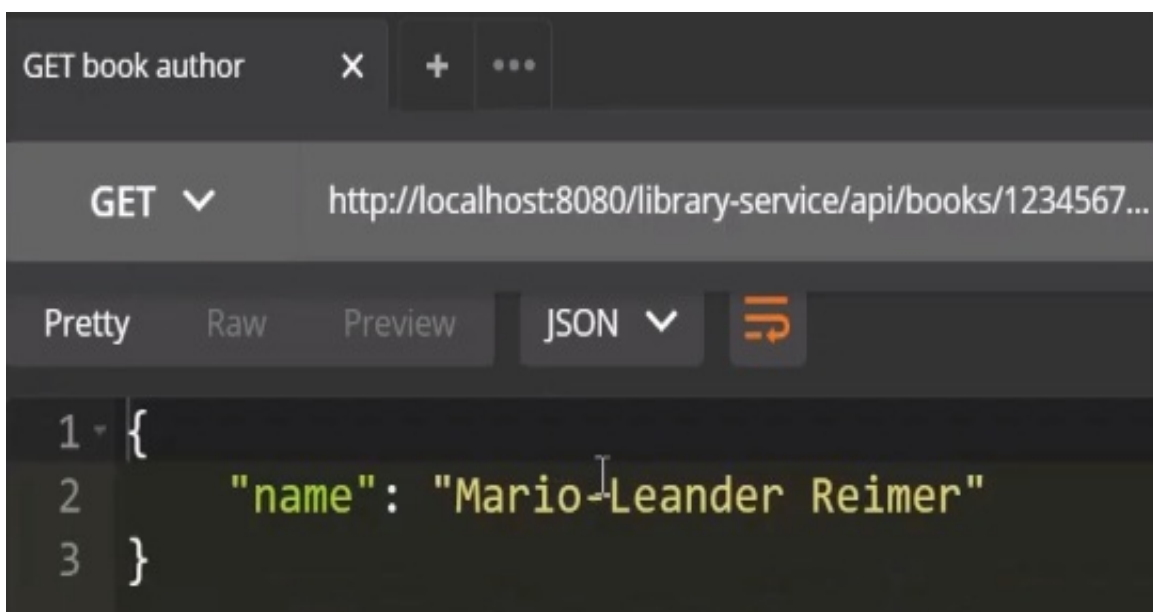 GET book author
GET http://localhost:8080/library-service/api/books/1234567...
Pretty Raw Preview JSON
1 {
2 "name": "Mario-Leander Reimer"
3 }